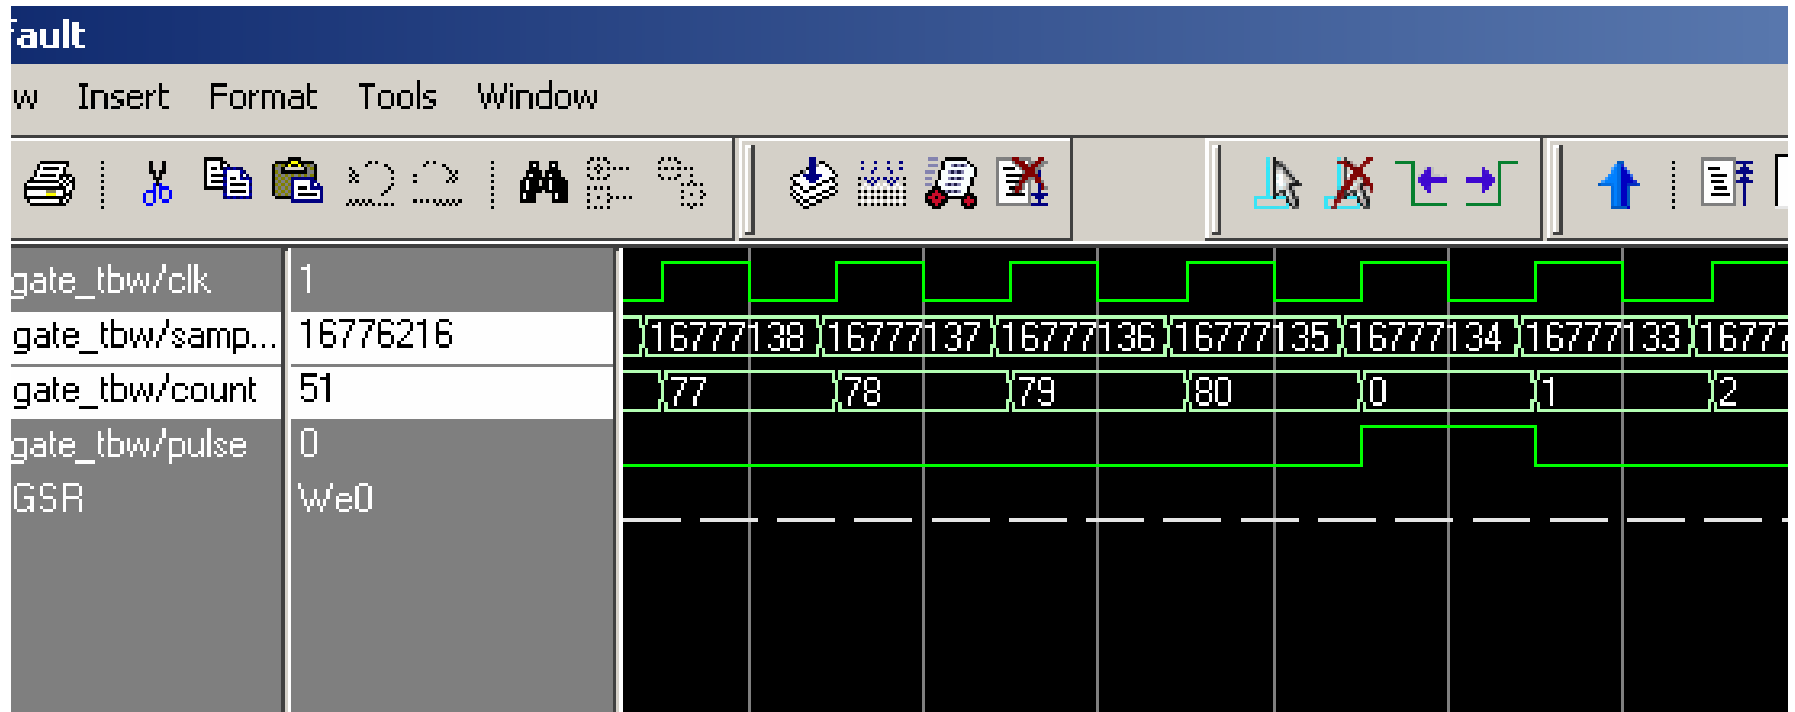 fault
w Insert Format Tools Window
gate_tbw/clk 1
gate_tbw/samp... 16776216 16777138 16777137 16777136 16777135 16777134 16777133 16777
gate_tbw/count 51 77 78 79 80 0 1 2
gate_tbw/pulse 0
GSR We0